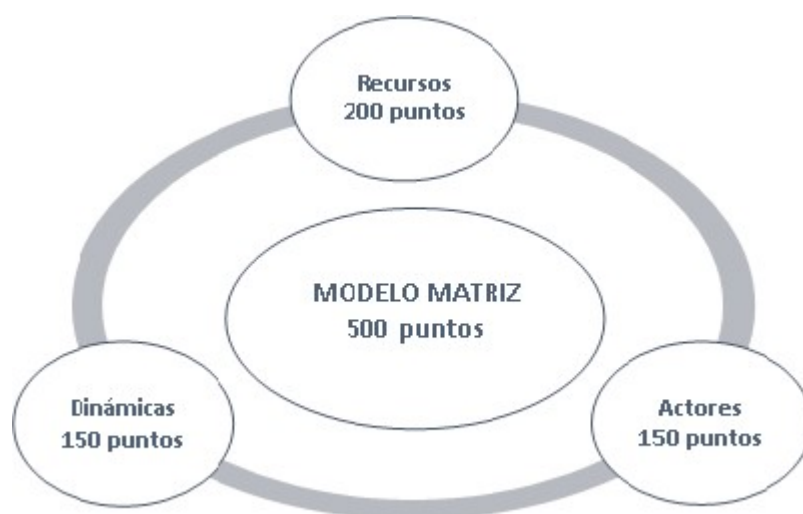 Recursos
200 puntos
MODELO MATRIZ
500 puntos
Dinámicas
150 puntos
Actores
150 puntos